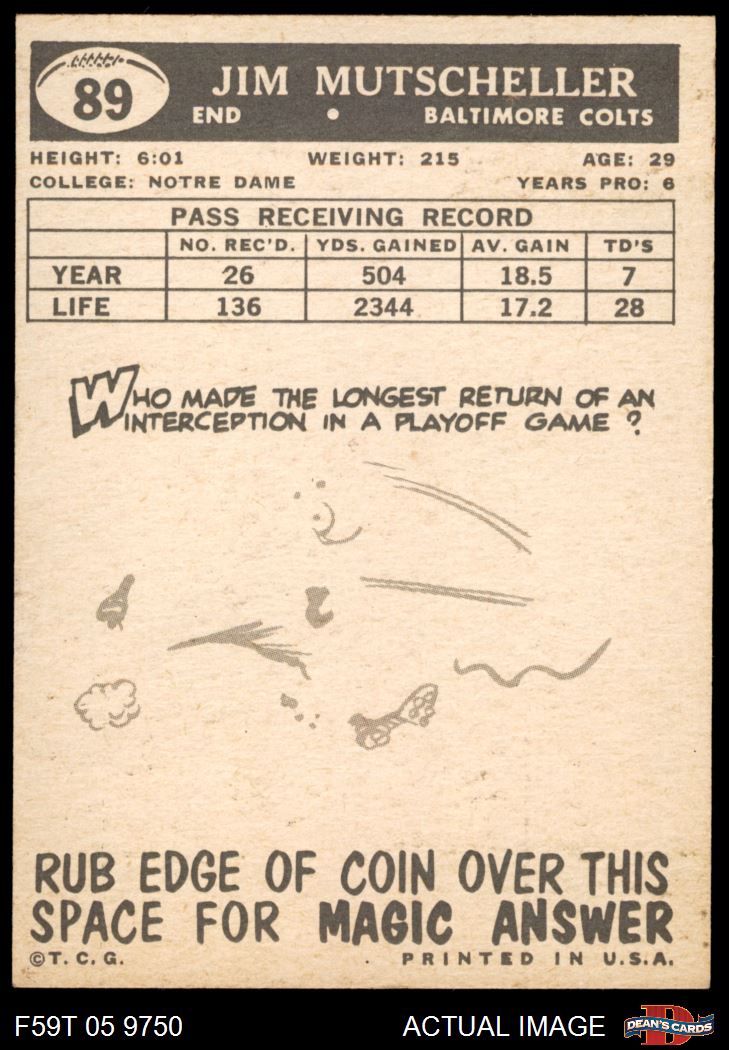 89
JIM MUTSCHELLER
END • BALTIMORE COLTS
HEIGHT: 6:01 WEIGHT: 215 AGE: 29
COLLEGE: NOTRE DAME YEARS PRO: 6
PASS RECEIVING RECORD
NO. REC'D. YDS. GAINED AV. GAIN TD'S
YEAR 26 504 18.5 7
LIFE 136 2344 17.2 28
WHO MADE THE LONGEST RETURN OF AN
INTERCEPTION IN A PLAYOFF GAME ?
RUB EDGE OF COIN OVER THIS
SPACE FOR MAGIC ANSWER
©T. C. G. PRINTED IN U.S.A.
F59T 05 9750 ACTUAL IMAGE D DEAN'S CARDS